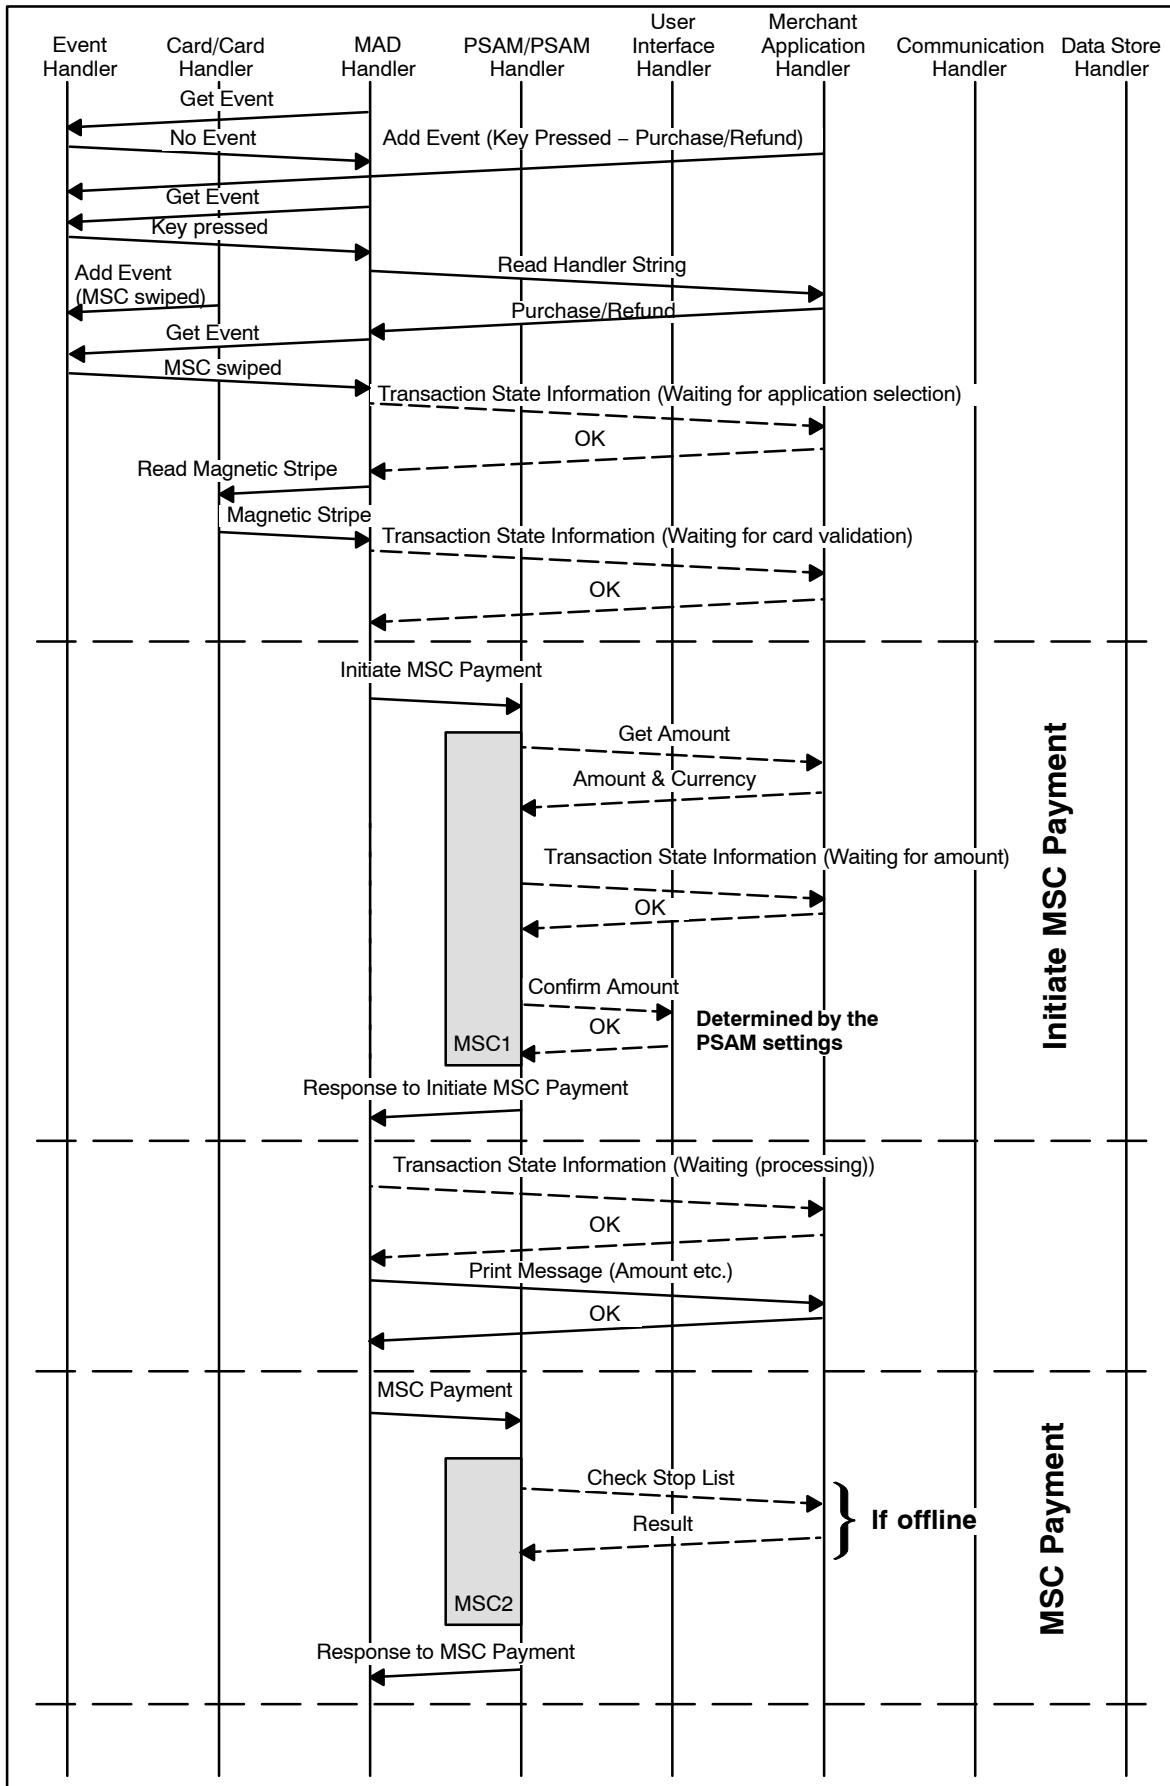 Event
Handler
Card/Card
Handler
MAD
Handler
PSAM/PSAM
Handler
User
Interface
Handler
Merchant
Application
Handler
Communication
Handler
Data Store
Handler
Get Event
No Event
Add Event (Key Pressed – Purchase/Refund)
Get Event
Key pressed
Read Handler String
Add Event
(MSC swiped)
Purchase/Refund
Get Event
MSC swiped
Transaction State Information (Waiting for application selection)
OK
Read Magnetic Stripe
Magnetic Stripe
Transaction State Information (Waiting for card validation)
OK
Initiate MSC Payment
Get Amount
Amount & Currency
Transaction State Information (Waiting for amount)
OK
Confirm Amount
OK
Determined by the
PSAM settings
MSC1
Initiate MSC Payment
Response to Initiate MSC Payment
Transaction State Information (Waiting (processing))
OK
Print Message (Amount etc.)
OK
MSC Payment
Check Stop List
Result
If offline
MSC2
MSC Payment
Response to MSC Payment